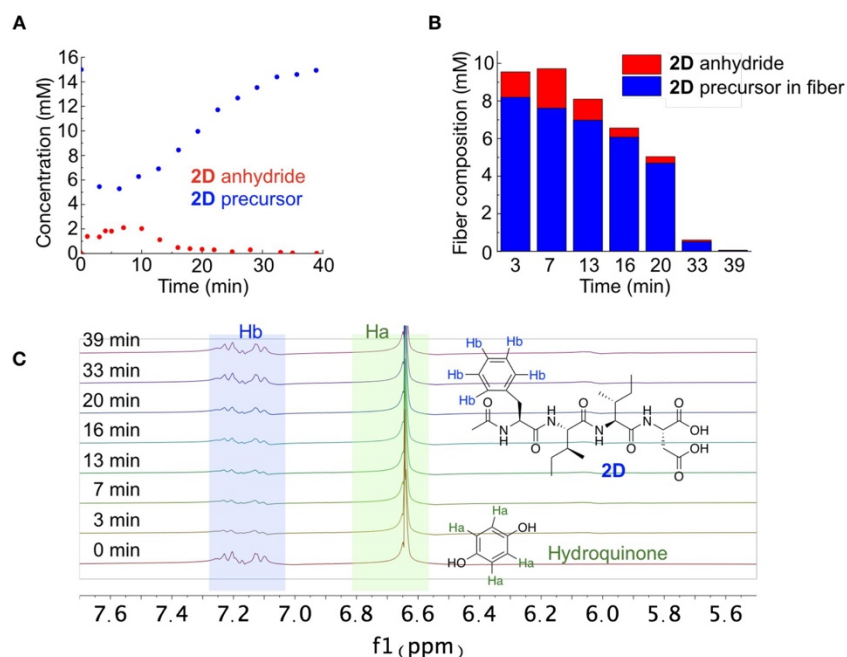 A
16
14
12
10
8
6
4
2
0
Concentration (mM)
2D anhydride
2D precursor
0 10 20 30 40
Time (min)
B
10
8
6
4
2
0
Fiber composition (mM)
2D anhydride
2D precursor in fiber
3 7 13 16 20 33 39
Time (min)
C
Hb Ha
39 min
33 min
20 min
16 min
13 min
7 min
3 min
0 min
Hb Hb
Hb Hb
Hb
O O
H
N
N
H
O
H
N
N
H
O
O
OH
OH
O
2D
Ha
OH
Ha
Ha
HO
Ha
Hydroquinone
7.6 7.4 7.2 7.0 6.8 6.6 6.4 6.2 6.0 5.8 5.6
f1 (ppm)